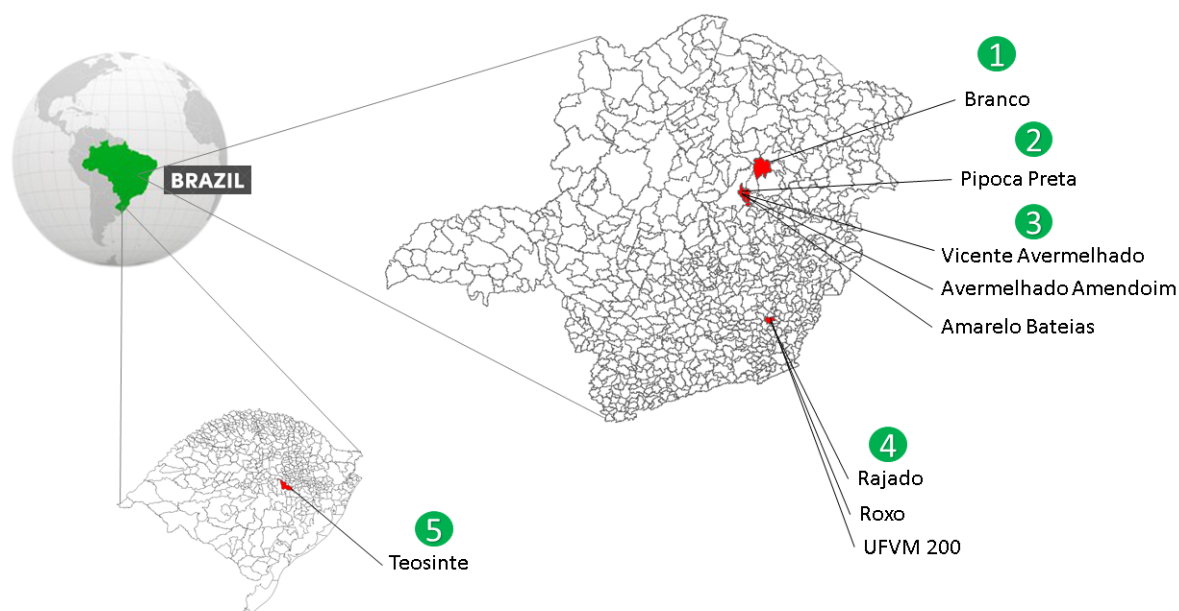 1
Branco
BRAZIL
2
Pipoca Preta
3
Vicente Avermelhado
Avermelhado Amendoim
Amarelo Bateias
4
Rajado
Roxo
UFVM 200
5
Teosinte